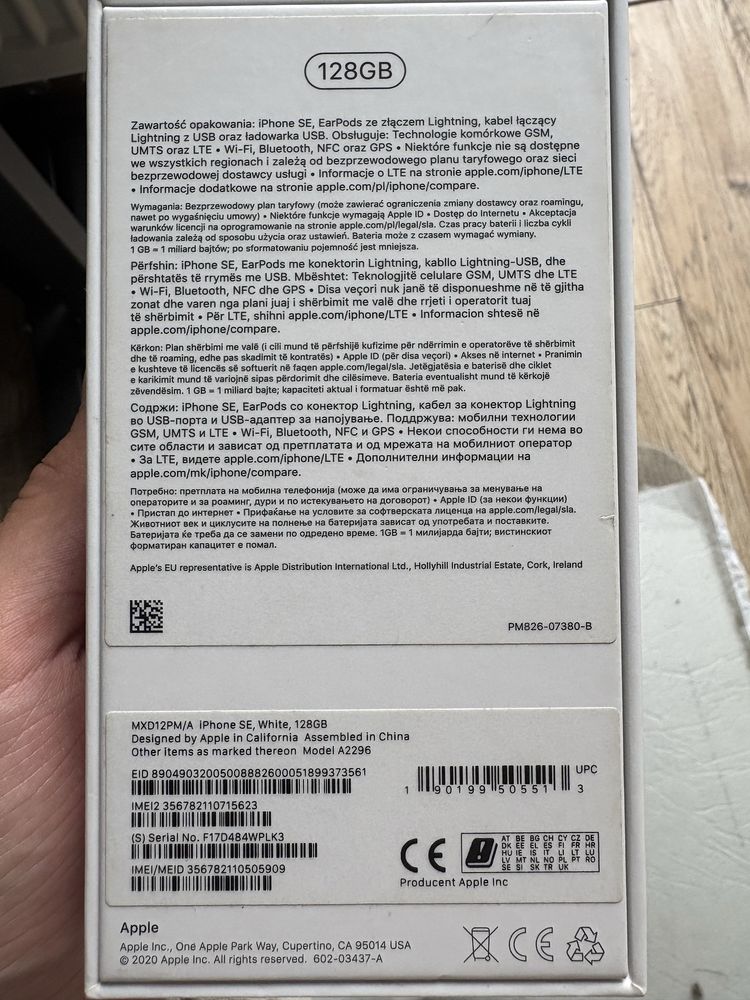 128GB
Zawartość opakowania: iPhone SE, EarPods ze złączem Lightning, kabel łączący
Lightning z USB oraz ładowarka USB. Obsługuje: Technologie komórkowe GSM,
UMTS oraz LTE • Wi-Fi, Bluetooth, NFC oraz GPS • Niektóre funkcje nie są dostępne
we wszystkich regionach i zależą od bezprzewodowego planu taryfowego oraz sieci
bezprzewodowej dostawcy usługi • Informacje o LTE na stronie apple.com/iphone/LTE
• Informacje dodatkowe na stronie apple.com/pl/iphone/compare.
Wymagania: Bezprzewodowy plan taryfowy (może zawierać ograniczenia zmiany dostawcy oraz roamingu,
nawet po wygaśnięciu umowy) • Niektóre funkcje wymagają Apple ID • Dostęp do Internetu • Akceptacja
warunków licencji na oprogramowanie na stronie apple.com/pl/legal/sla. Czas pracy baterii i liczba cykli
ładowania zależą od sposobu użycia oraz ustawień. Bateria może z czasem wymagać wymiany.
1 GB = 1 miliard bajtów; po sformatowaniu pojemność jest mniejsza.
Përfshin: iPhone SE, EarPods me konektorin Lightning, kabllo Lightning-USB, dhe
përshtatës të rrymës me USB. Mbështet: Teknologjitë celulare GSM, UMTS dhe LTE
• Wi-Fi, Bluetooth, NFC dhe GPS • Disa veçori nuk janë të disponueshme në të gjitha
zonat dhe varen nga plani juaj i shërbimit me valë dhe rrjeti i operatorit tuaj
të shërbimit • Për LTE, shihni apple.com/iphone/LTE • Informacion shtesë në
apple.com/iphone/compare.
Kërkon: Plan shërbimi me valë (i cili mund të përfshijë kufizime për ndërrimin e operatorëve të shërbimit
dhe të roaming, edhe pas skadimit të kontratës) • Apple ID (për disa veçori) • Akses në internet • Pranimin
e kushteve të licencës së softuerit në faqen apple.com/legal/sla. Jetëgjatësia e baterisë dhe ciklet
e karikimit mund të variojnë sipas përdorimit dhe cilësimeve. Bateria eventualisht mund të kërkojë
zëvendësim. 1 GB = 1 miliard bajte; kapaciteti aktual i formatuar është më pak.
Содржи: iPhone SE, EarPods со конектор Lightning, кабел за конектор Lightning
во USB-порта и USB-адаптер за напојување. Поддржува: мобилни технологии
GSM, UMTS и LTE • Wi-Fi, Bluetooth, NFC и GPS • Некои способности ги нема во
сите области и зависат од претплатата и од мрежата на мобилниот оператор
• За LTE, видете apple.com/iphone/LTE • Дополнителни информации на
apple.com/mk/iphone/compare.
Потребно: претплата на мобилна телефонија (може да има ограничувања за менување на
операторите и за роаминг, дури и по истекувањето на договорот) • Apple ID (за некои функции)
• Пристап до интернет • Прифаќање на условите за софтверската лиценца на apple.com/legal/sla.
Животниот век и циклусите на полнење на батеријата зависат од употребата и поставките.
Батеријата ќе треба да се замени по одредено време. 1GB = 1 милијарда бајти; вистинскиот
форматиран капацитет е помал.
Apple's EU representative is Apple Distribution International Ltd., Hollyhill Industrial Estate, Cork, Ireland
PM826-07380-B
MXD12PM/A iPhone SE, White, 128GB
Designed by Apple in California Assembled in China
Other items as marked thereon Model A2296
EID 89049032005008882600051899373561
IMEI2 356782110715623
(S) Serial No. F17D484WPLK3
IMEI/MEID 356782110505909
UPC
1 90199 50551 3
CE
AT BE BG CH CY CZ DE
DK EE EL ES FI FR HR
HU IE IS IT LI LT LU
LV MT NL NO PL PT RO
SE SI SK TR UK
Producent Apple Inc
Apple
Apple Inc., One Apple Park Way, Cupertino, CA 95014 USA
© 2020 Apple Inc. All rights reserved. 602-03437-A
CE